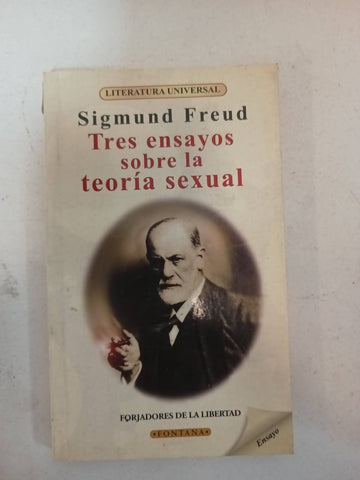 LITERATURA UNIVERSAL
Sigmund Freud
Tres ensayos
sobre la
teoría sexual
FORJADORES DE LA LIBERTAD
•FONTANA•
Ensayo